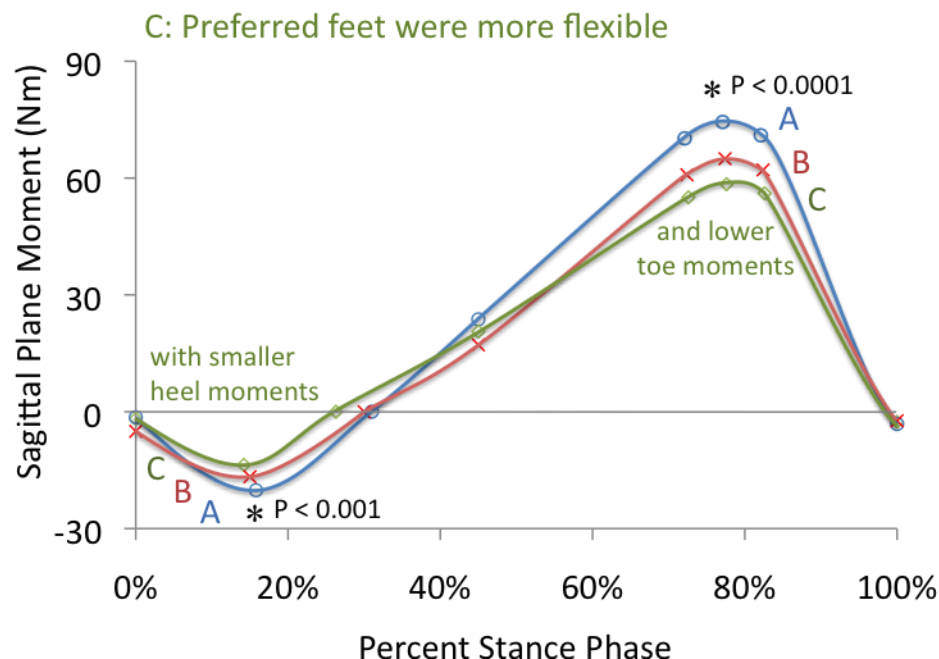 C: Preferred feet were more flexible
Sagittal Plane Moment (Nm)
90
60
30
0
-30
* P < 0.0001
A
B
C
and lower
toe moments
with smaller
heel moments
C
B
A
* P < 0.001
0% 20% 40% 60% 80% 100%
Percent Stance Phase